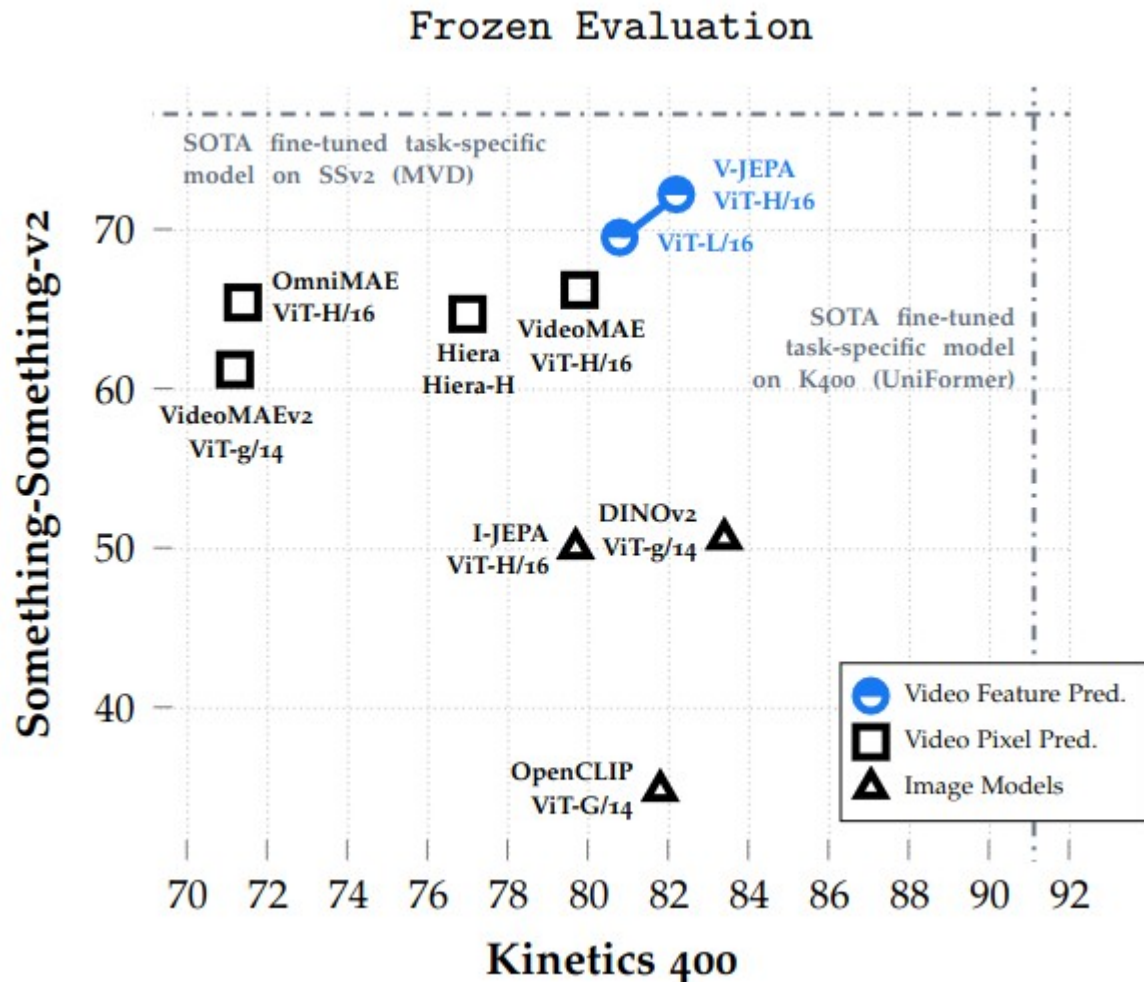 Frozen Evaluation
SOTA fine-tuned task-specific
model on SSv2 (MVD)
V-JEPA
ViT-H/16
ViT-L/16
OmniMAE
ViT-H/16
Hiera
Hiera-H
VideoMAE
ViT-H/16
SOTA fine-tuned
task-specific model
on K400 (UniFormer)
VideoMAEv2
ViT-g/14
I-JEPA
ViT-H/16
DINOv2
ViT-g/14
OpenCLIP
ViT-G/14
Video Feature Pred.
Video Pixel Pred.
Image Models
Something-Something-v2
70
60
50
40
70 72 74 76 78 80 82 84 86 88 90 92
Kinetics 400